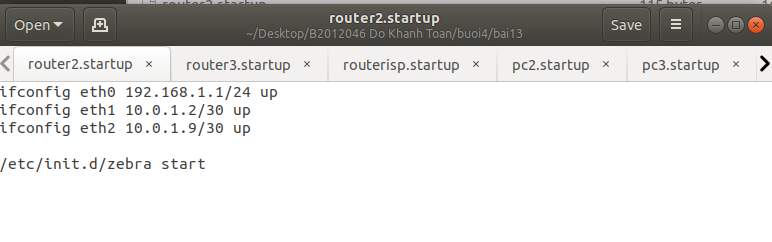 router2.startup
Open
~/Desktop/B2012046 Do Khanh Toan/buoi4/bai13
Save
router2.startup ×
router3.startup ×
routerisp.startup ×
pc2.startup ×
pc3.startup ×
ifconfig eth0 192.168.1.1/24 up
ifconfig eth1 10.0.1.2/30 up
ifconfig eth2 10.0.1.9/30 up
/etc/init.d/zebra start